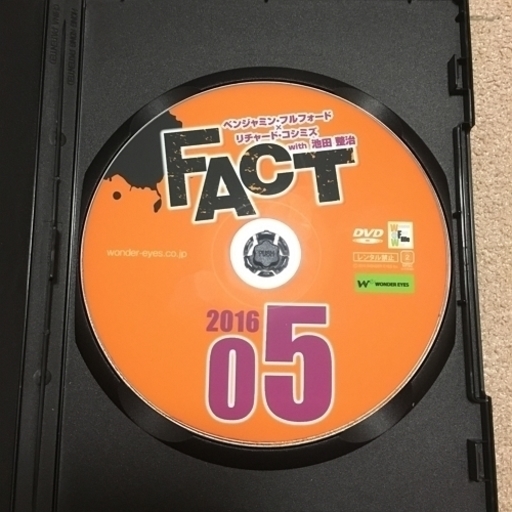 ベンジャミン・フルフォード
×
リチャード・コシミズ
with 池田 整治
FACT
wonder-eyes.co.jp
DVD
レンタル禁止
2
WONDER EYES
2016
05
PUSH